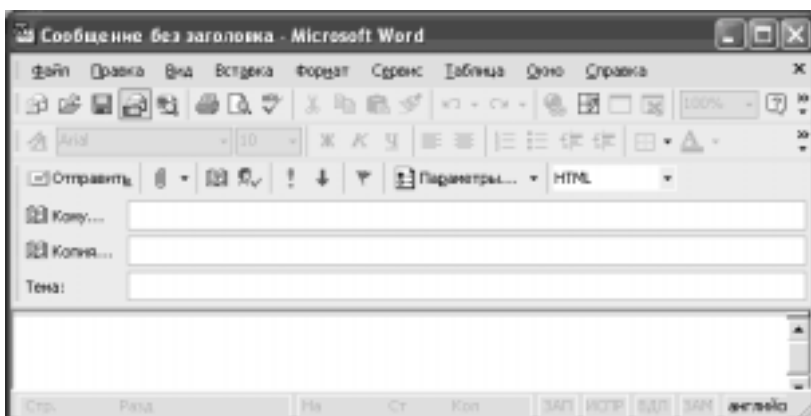 Сообщение без заголовка - Microsoft Word
Файл Правка Вид Вставка Формат Сервис Таблица Окно Справка
100%
Arial 10 Ж К Ч
Отправить Параметры... HTML
Кому...
Копия...
Тема:
Стр. Разд На Ст Кол ЗАП ИСПР ВДЛ ЗАМ английс